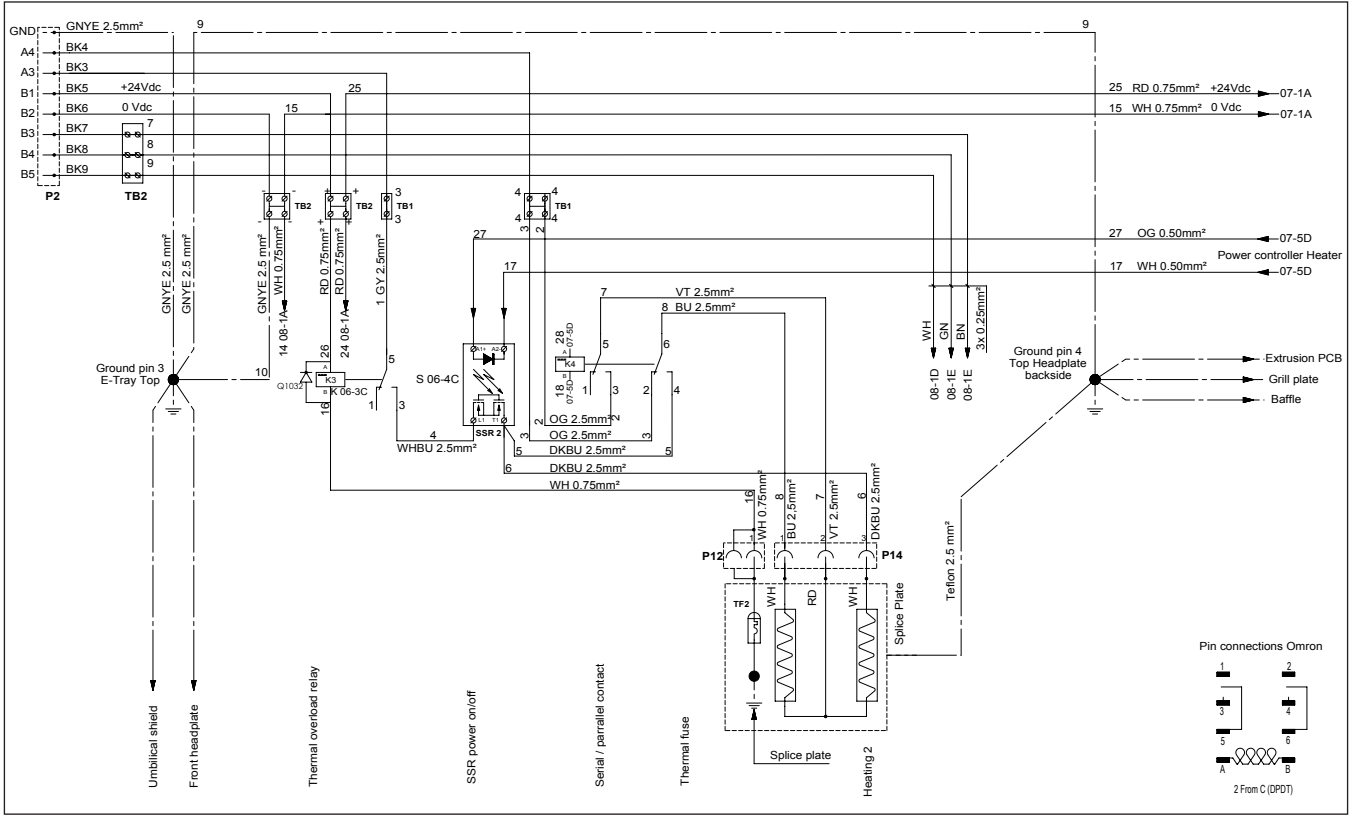 GND
GNYE 2.5mm²
9
9
A4
BK4
A3
BK3
B1
BK5
+24Vdc
25
25 RD 0.75mm² +24Vdc
07-1A
B2
BK6
0 Vdc
15
15 WH 0.75mm² 0 Vdc
07-1A
B3
BK7
7
B4
BK8
8
B5
BK9
9
P2
TB2
- -
TB2
- -
+ +
TB2
+ +
3
TB1
3
4 4
TB1
4 4
3
2
GNYE 2.5 mm²
GNYE 2.5 mm²
GNYE 2.5 mm²
WH 0.75mm²
RD 0.75mm²
RD 0.75mm²
1 GY 2.5mm²
14 08-1A
24 08-1A
27
27 OG 0.50mm²
07-5D
Power controller Heater
17
17 WH 0.50mm²
07-5D
7
VT 2.5mm²
8 BU 2.5mm²
WH
GN
BN
3x 0.25mm²
08-1D
08-1E
08-1E
Ground pin 3
E-Tray Top
10
26
A
K3
B
Q1032
K 06-3C
16
5
1
3
4
WHBU 2.5mm²
S 06-4C
A1+
A2-
L1
T1
SSR 2
28
07-5D
A
K4
B
18
07-5D
5
1
3
6
2
4
2
OG 2.5mm²
2
3
OG 2.5mm²
3
5
DKBU 2.5mm²
5
6
DKBU 2.5mm²
WH 0.75mm²
Ground pin 4
Top Headplate
backside
Extrusion PCB
Grill plate
Baffle
16
WH 0.75mm²
8
BU 2,5mm²
7
VT 2.5mm²
6
DKBU 2.5mm²
P12
1
1
2
3
P14
TF2
WH
RD
WH
Splice Plate
Teflon 2.5 mm²
Splice plate
Umbilical shield
Front headplate
Thermal overload relay
SSR power on/off
Serial / parrallel contact
Thermal fuse
Heating 2
Pin connections Omron
1
2
3
4
5
6
A
B
2 From C (DPDT)